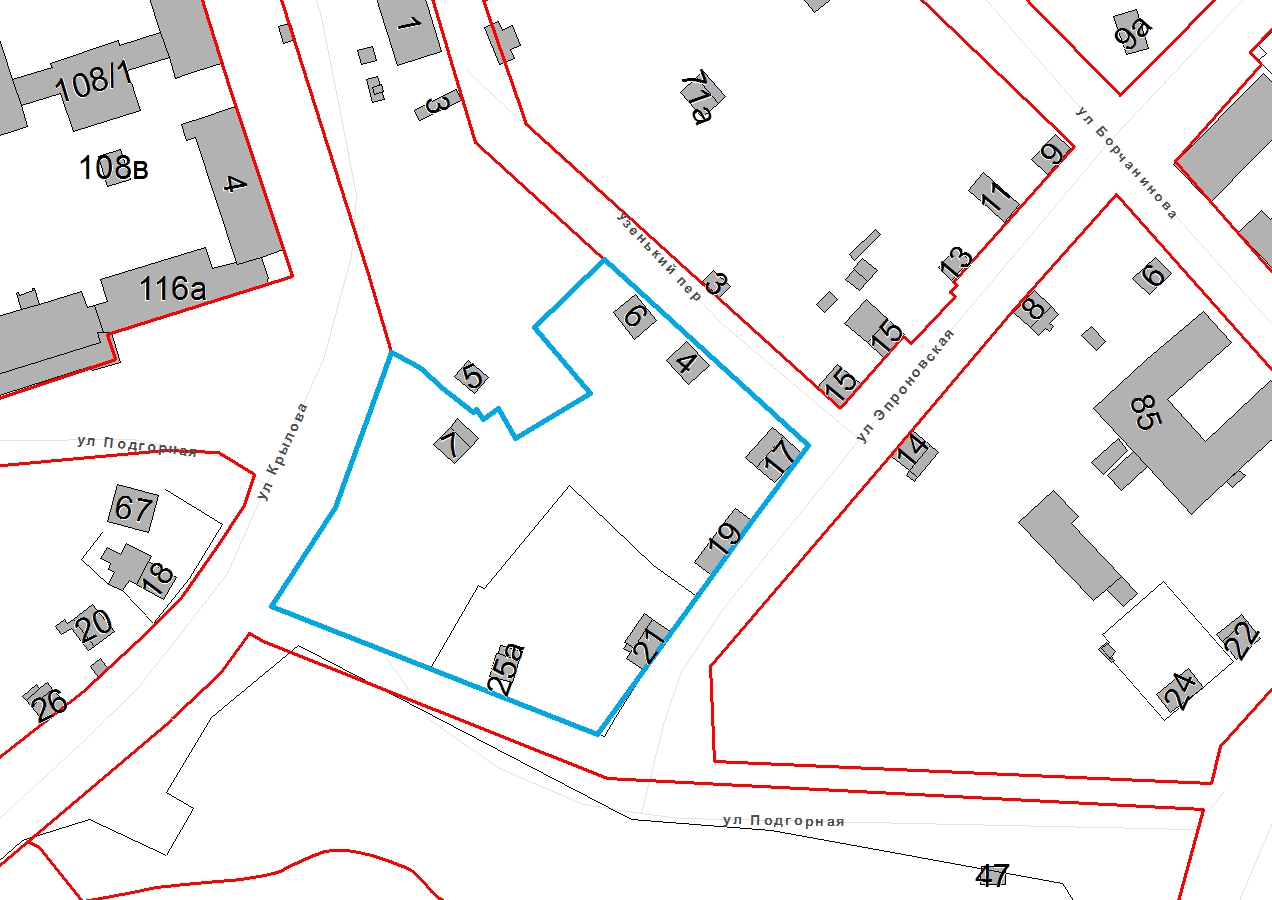 1
9а
108/1
71а
3
ул Борчанинова
9
108в
4
11
узенький пер
13
6
116а
3
8
6
15
ул Эпроновская
4
5
15
85
7
ул Подгорная
ул Крылова
17
14
67
19
18
20
21
22
25а
24
26
ул Подгорная
47